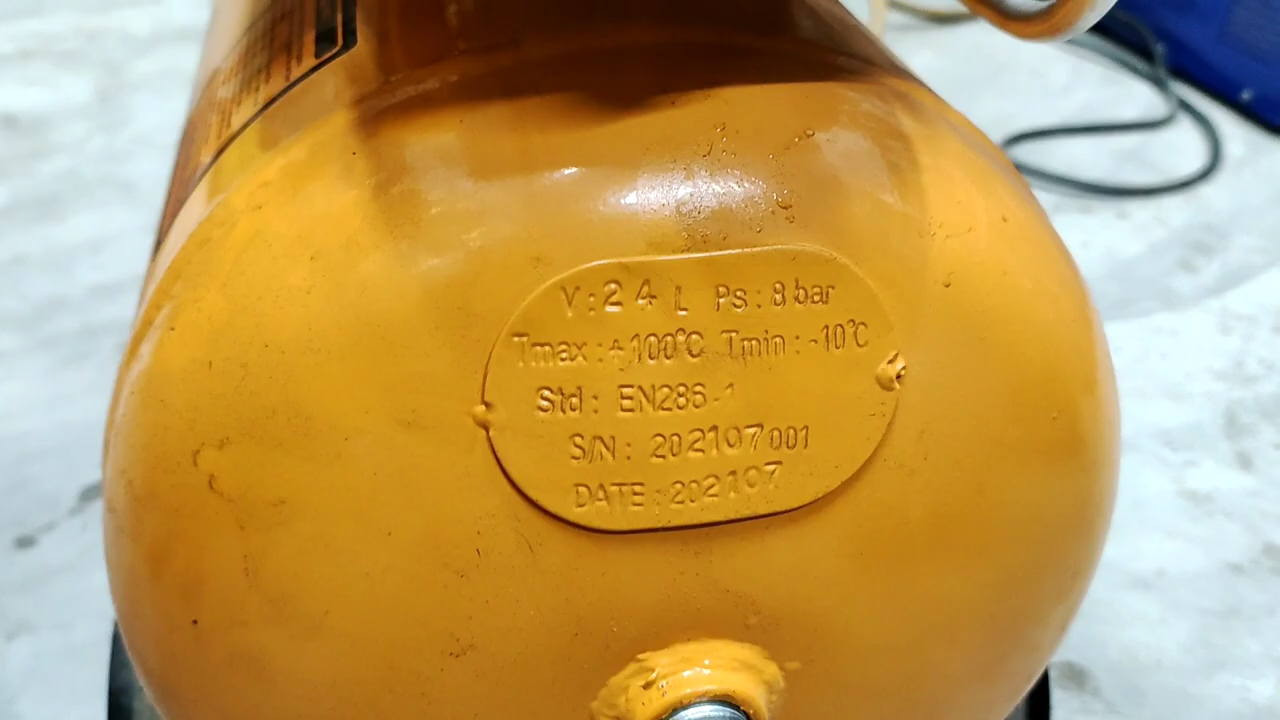 V:24 L Ps:8 bar
Tmax:+100°C Tmin:-10°C
Std: EN286-1
S/N: 202107001
DATE:202107